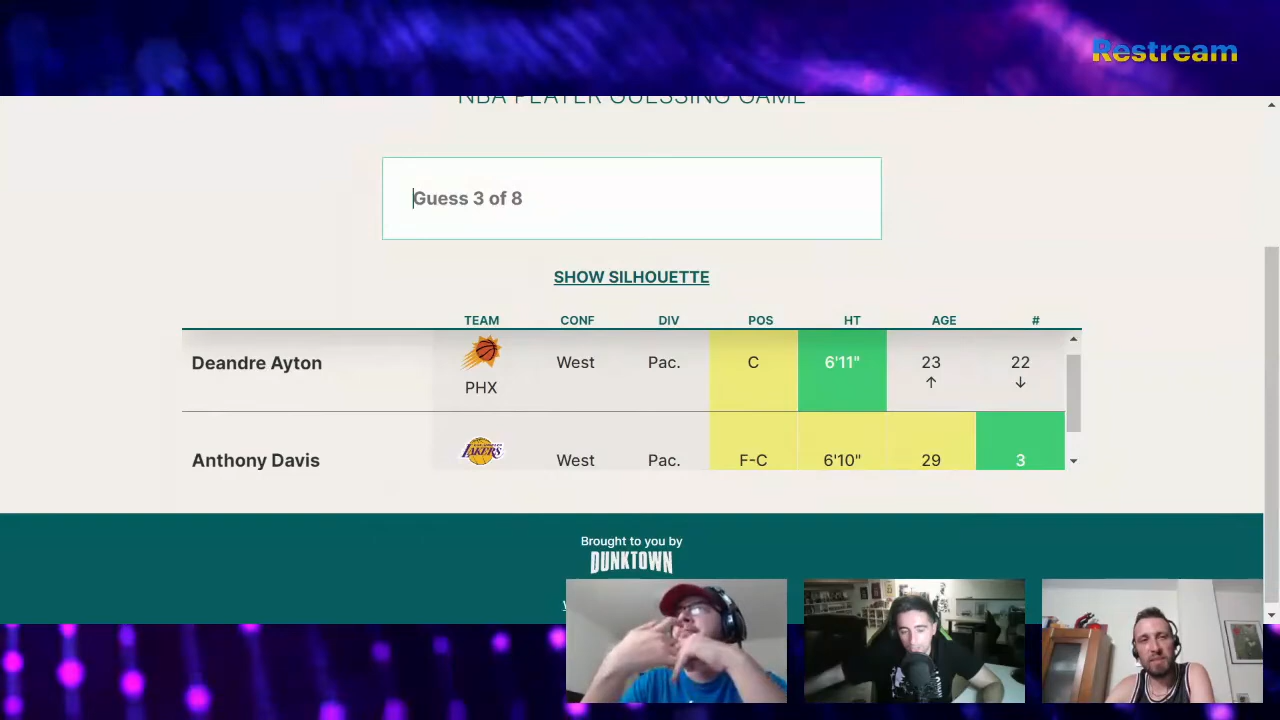 Restream
NBA PLAYER GUESSING GAME
Guess 3 of 8
SHOW SILHOUETTE
TEAM CONF DIV POS HT AGE #
Deandre Ayton PHX West Pac. C 6'11" 23 ↑ 22 ↓
Anthony Davis LAKERS West Pac. F-C 6'10" 29 3
Brought to you by
DUNKTOWN